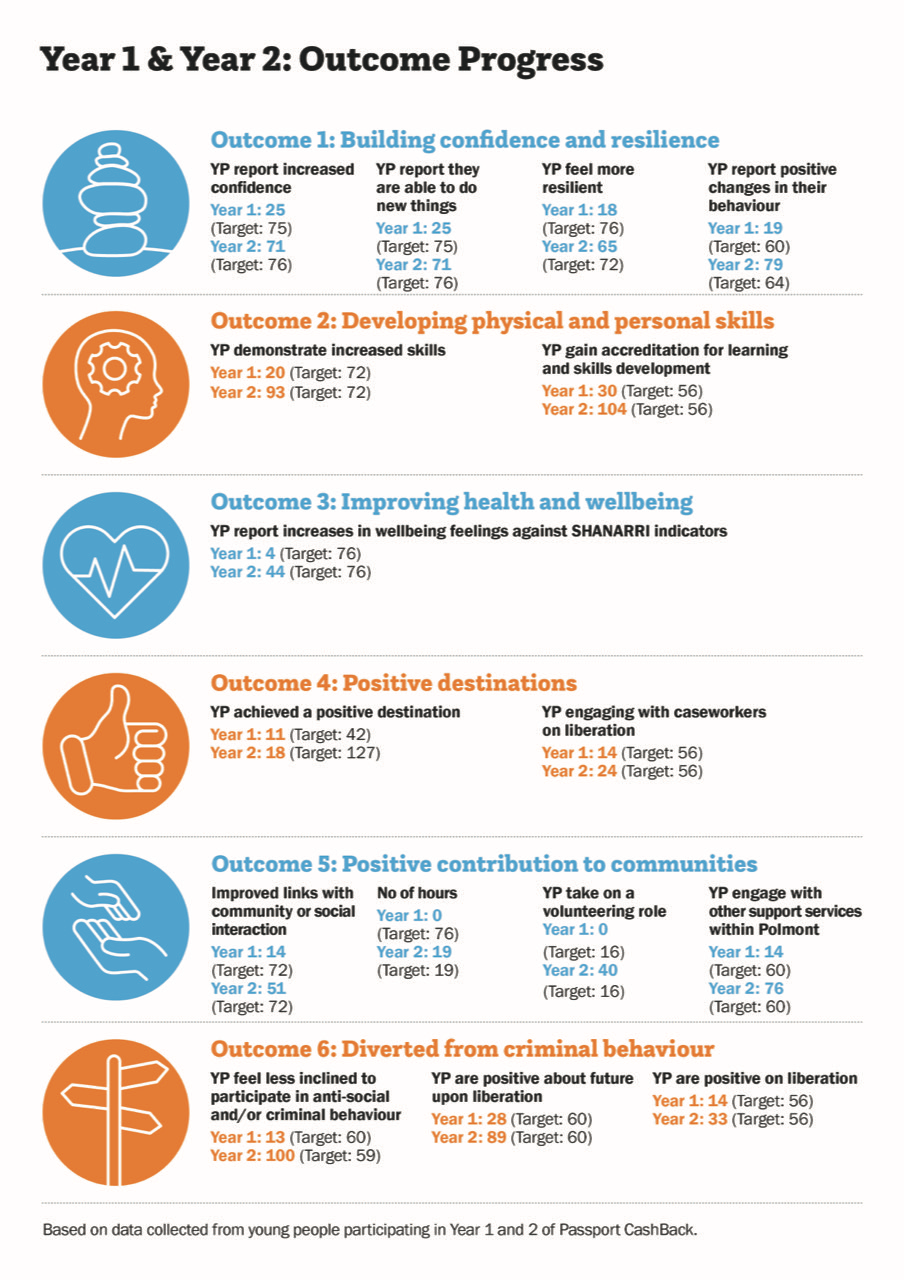 Year 1 & Year 2: Outcome Progress
Outcome 1: Building confidence and resilience
YP report increased
confidence
Year 1: 25
(Target: 75)
Year 2: 71
(Target: 76)
YP report they
are able to do
new things
Year 1: 25
(Target: 75)
Year 2: 71
(Target: 76)
YP feel more
resilient
Year 1: 18
(Target: 76)
Year 2: 65
(Target: 72)
YP report positive
changes in their
behaviour
Year 1: 19
(Target: 60)
Year 2: 79
(Target: 64)
Outcome 2: Developing physical and personal skills
YP demonstrate increased skills
Year 1: 20 (Target: 72)
Year 2: 93 (Target: 72)
YP gain accreditation for learning
and skills development
Year 1: 30 (Target: 56)
Year 2: 104 (Target: 56)
Outcome 3: Improving health and wellbeing
YP report increases in wellbeing feelings against SHANARRI indicators
Year 1: 4 (Target: 76)
Year 2: 44 (Target: 76)
Outcome 4: Positive destinations
YP achieved a positive destination
Year 1: 11 (Target: 42)
Year 2: 18 (Target: 127)
YP engaging with caseworkers
on liberation
Year 1: 14 (Target: 56)
Year 2: 24 (Target: 56)
Outcome 5: Positive contribution to communities
Improved links with
community or social
interaction
Year 1: 14
(Target: 72)
Year 2: 51
(Target: 72)
No of hours
Year 1: 0
(Target: 76)
Year 2: 19
(Target: 19)
YP take on a
volunteering role
Year 1: 0
(Target: 16)
Year 2: 40
(Target: 16)
YP engage with
other support services
within Polmont
Year 1: 14
(Target: 60)
Year 2: 76
(Target: 60)
Outcome 6: Diverted from criminal behaviour
YP feel less inclined to
participate in anti-social
and/or criminal behaviour
Year 1: 13 (Target: 60)
Year 2: 100 (Target: 59)
YP are positive about future
upon liberation
Year 1: 28 (Target: 60)
Year 2: 89 (Target: 60)
YP are positive on liberation
Year 1: 14 (Target: 56)
Year 2: 33 (Target: 56)
Based on data collected from young people participating in Year 1 and 2 of Passport CashBack.